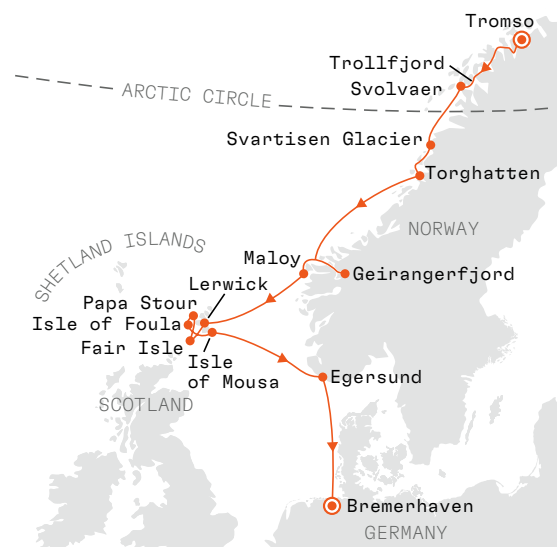 Tromso
Trollfjord
Svolvaer
ARCTIC CIRCLE
Svartisen Glacier
Torghatten
NORWAY
SHETLAND ISLANDS
Maloy
Geirangerfjord
Lerwick
Papa Stour
Isle of Foula
Fair Isle
Isle
of Mousa
Egersund
SCOTLAND
Bremerhaven
GERMANY